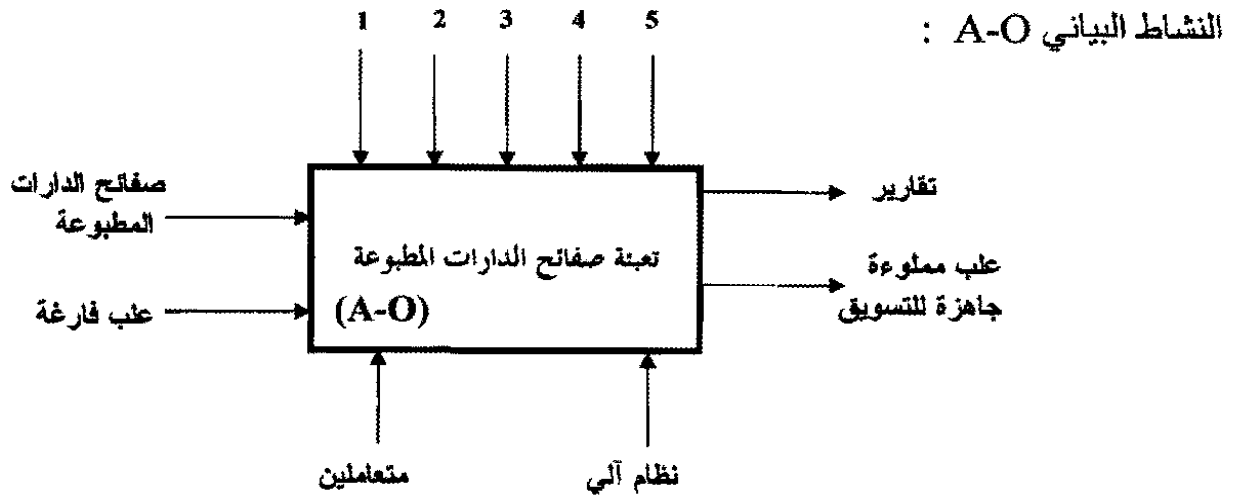 النشاط البياني A-O :
1 2 3 4 5
صفائح الدارات
المطبوعة
علب فارغة
تعبئة صفائح الدارات المطبوعة
(A-O)
تقارير
علب مملوءة
جاهزة للتسويق
متعاملين
نظام آلي